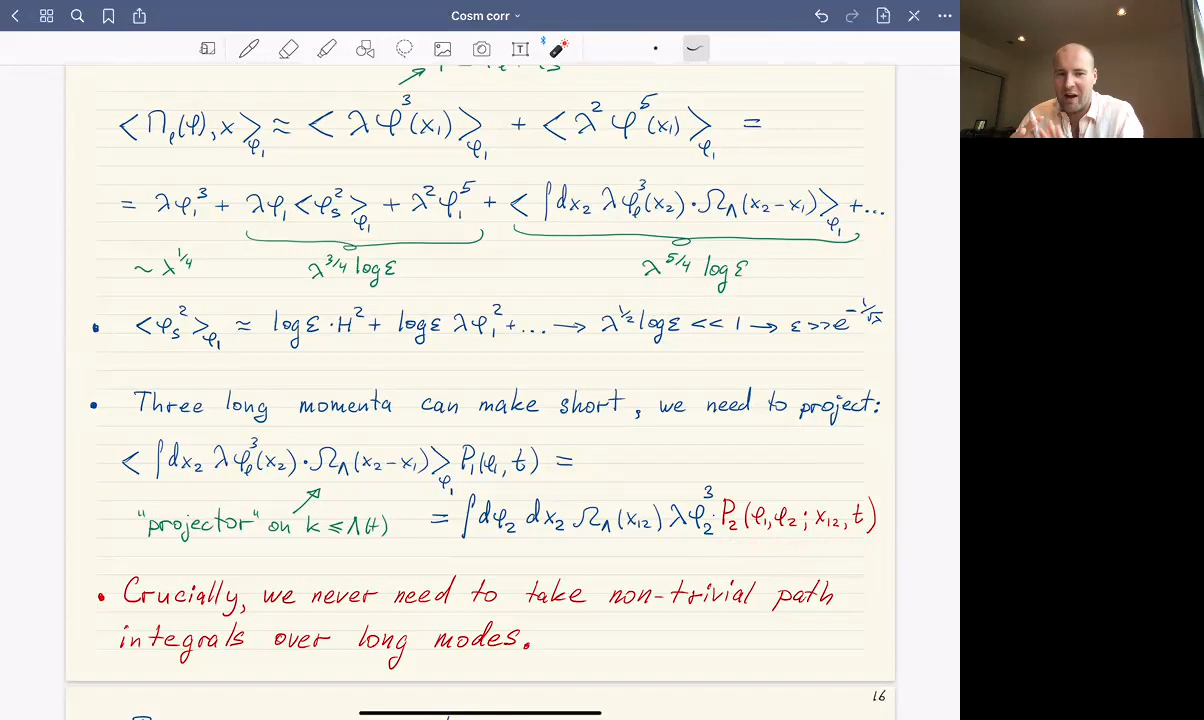 Cosm corr
<Π_ℓ(φ), x>_φ₁ ≈ <λφ³(x₁)>_φ₁ + <λ²φ⁵(x₁)>_φ₁ =
= λφ₁³ + λφ₁<φ_s²>_φ₁ + λ²φ₁⁵ + <∫dx₂ λφ_ℓ³(x₂)·Ω_Λ(x₂-x₁)>_φ₁ + ...
~ λ^{1/4} λ^{3/4} log ε λ^{5/4} log ε
• <φ_s²>_φ₁ ≈ log ε · H² + log ε λφ₁² + ... → λ^{1/2} log ε << 1 → ε >> e^{-1/√λ}
• Three long momenta can make short, we need to project:
<∫dx₂ λφ_ℓ³(x₂)·Ω_Λ(x₂-x₁)>_φ₁ P₁(φ₁, t) =
"projector" on k ≤ Λ(t) = ∫dφ₂ dx₂ Ω_Λ(x₁₂) λφ₂³· P₂(φ₁, φ₂; x₁₂, t)
• Crucially, we never need to take non-trivial path
integrals over long modes.
16